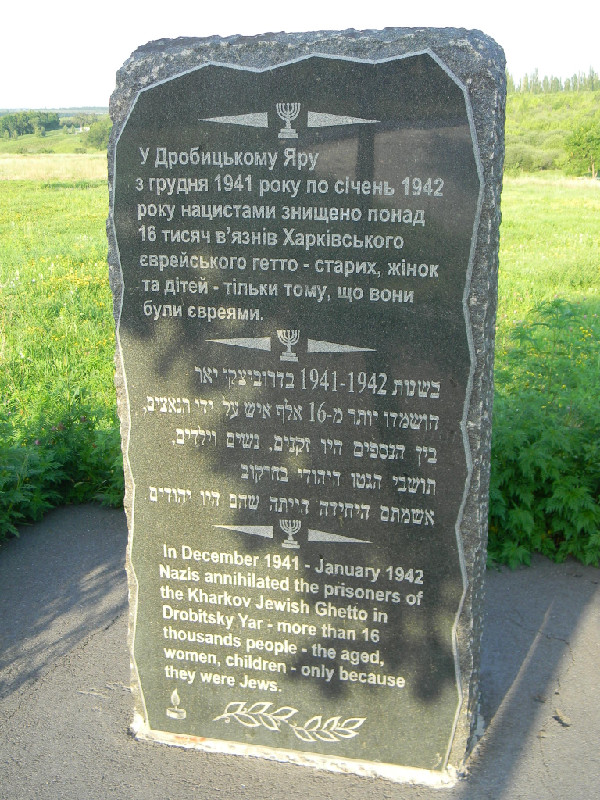 У Дробицькому Яру
з грудня 1941 року по січень 1942
року нацистами знищено понад
16 тисяч в’язнів Харківського
єврейського гетто - старих, жінок
та дітей - тільки тому, що вони
були євреями.
בשנות 1941-1942 בדרוביצקי יאר
הושמדו יותר מ-16 אלף איש על ידי הנאצים,
בין הנספים היו זקנים, נשים וילדים,
תושבי הגטו היהודי בחרקוב
אשמתם היחידה הייתה שהם היו יהודים
In December 1941 - January 1942
Nazis annihilated the prisoners of
the Kharkov Jewish Ghetto in
Drobitsky Yar - more than 16
thousands people - the aged,
women, children - only because
they were Jews.